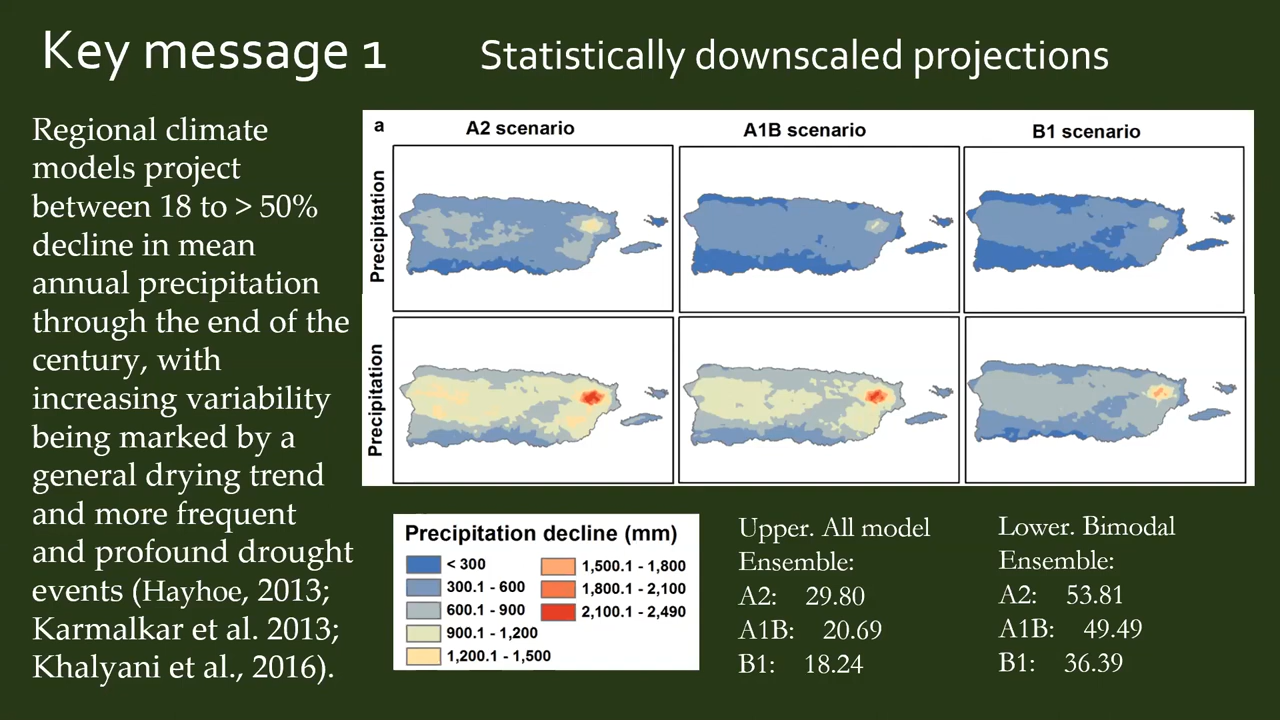 Key message 1
Statistically downscaled projections
Regional climate
models project
between 18 to > 50%
decline in mean
annual precipitation
through the end of the
century, with
increasing variability
being marked by a
general drying trend
and more frequent
and profound drought
events (Hayhoe, 2013;
Karmalkar et al. 2013;
Khalyani et al., 2016).
a
A2 scenario
A1B scenario
B1 scenario
Precipitation
Precipitation
Precipitation decline (mm)
< 300
300.1 - 600
600.1 - 900
900.1 - 1,200
1,200.1 - 1,500
1,500.1 - 1,800
1,800.1 - 2,100
2,100.1 - 2,490
Upper. All model
Ensemble:
A2: 29.80
A1B: 20.69
B1: 18.24
Lower. Bimodal
Ensemble:
A2: 53.81
A1B: 49.49
B1: 36.39